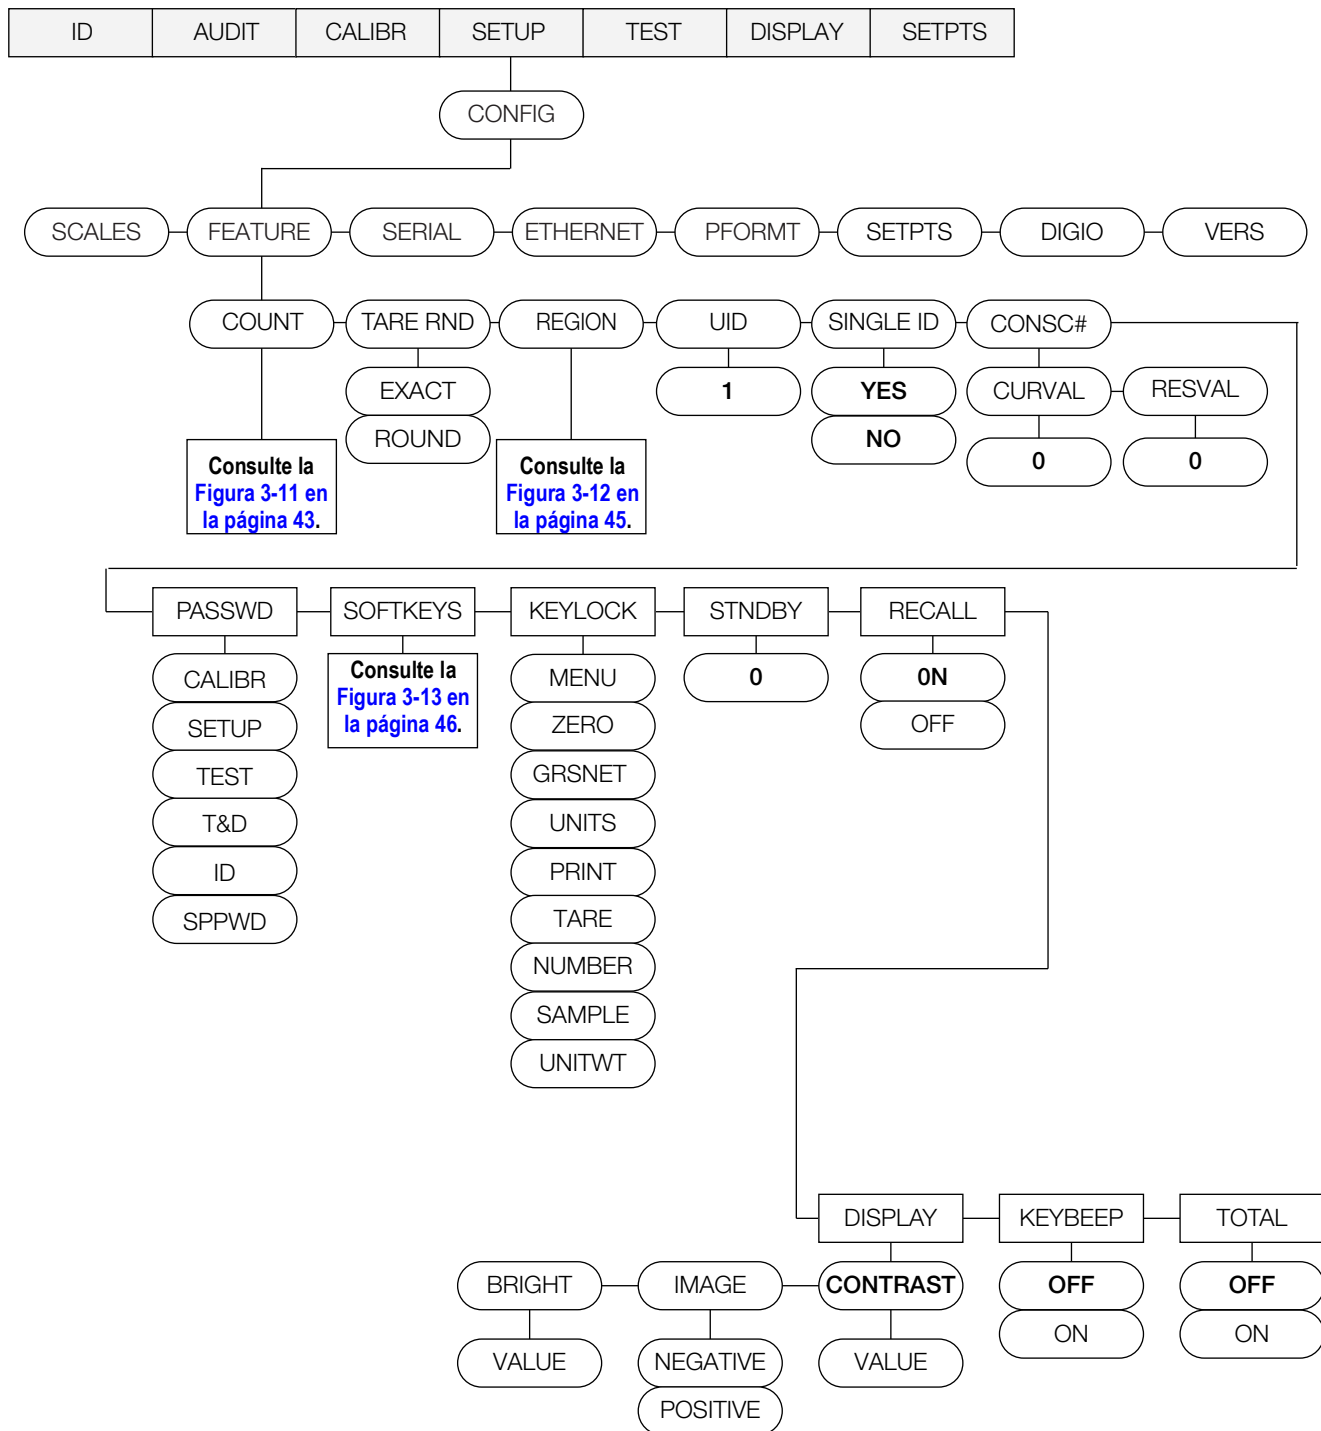 ID AUDIT CALIBR SETUP TEST DISPLAY SETPTS
CONFIG
SCALES FEATURE SERIAL ETHERNET PFORMT SETPTS DIGIO VERS
COUNT TARE RND REGION UID SINGLE ID CONSC#
EXACT 1 YES CURVAL RESVAL
ROUND NO 0 0
Consulte la
Figura 3-11 en
la página 43.
Consulte la
Figura 3-12 en
la página 45.
PASSWD SOFTKEYS KEYLOCK STNDBY RECALL
CALIBR
SETUP
TEST
T&D
ID
SPPWD
Consulte la
Figura 3-13 en
la página 46.
MENU
ZERO
GRSNET
UNITS
PRINT
TARE
NUMBER
SAMPLE
UNITWT
0
0N
OFF
DISPLAY KEYBEEP TOTAL
BRIGHT IMAGE CONTRAST OFF OFF
VALUE NEGATIVE VALUE ON ON
POSITIVE